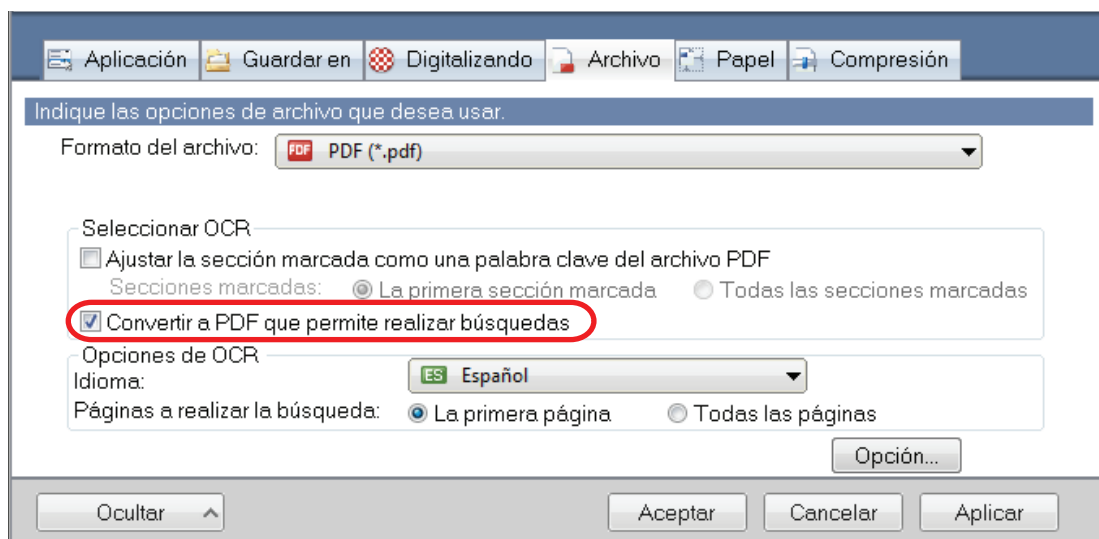 Aplicación Guardar en Digitalizando Archivo Papel Compresión
Indique las opciones de archivo que desea usar.
Formato del archivo: PDF PDF (*.pdf)
Seleccionar OCR
Ajustar la sección marcada como una palabra clave del archivo PDF
Secciones marcadas: La primera sección marcada Todas las secciones marcadas
Convertir a PDF que permite realizar búsquedas
Opciones de OCR
Idioma: ES Español
Páginas a realizar la búsqueda: La primera página Todas las páginas
Opción...
Ocultar Aceptar Cancelar Aplicar